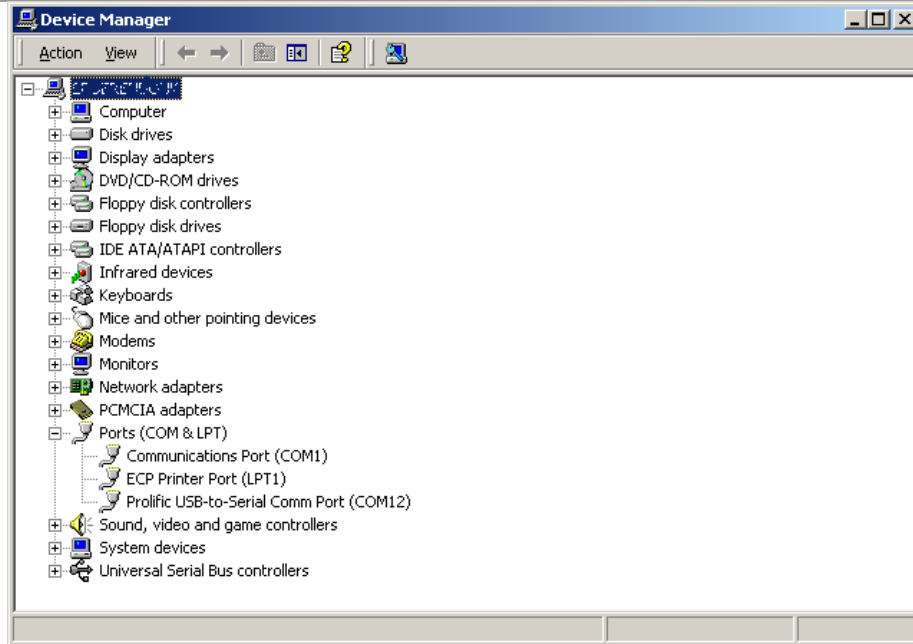 Device Manager
Action View
Computer
Disk drives
Display adapters
DVD/CD-ROM drives
Floppy disk controllers
Floppy disk drives
IDE ATA/ATAPI controllers
Infrared devices
Keyboards
Mice and other pointing devices
Modems
Monitors
Network adapters
PCMCIA adapters
Ports (COM & LPT)
Communications Port (COM1)
ECP Printer Port (LPT1)
Prolific USB-to-Serial Comm Port (COM12)
Sound, video and game controllers
System devices
Universal Serial Bus controllers